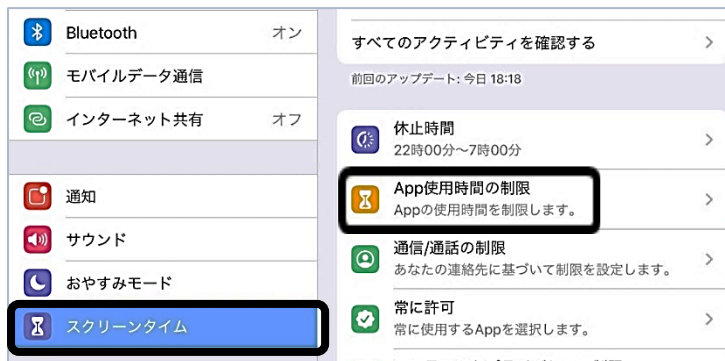 Bluetooth
オン
モバイルデータ通信
インターネット共有
オフ
通知
サウンド
おやすみモード
スクリーンタイム
すべてのアクティビティを確認する
前回のアップデート: 今日 18:18
休止時間
22時00分〜7時00分
App使用時間の制限
Appの使用時間を制限します。
通信/通話の制限
あなたの連絡先に基づいて制限を設定します。
常に許可
常に使用するAppを選択します。